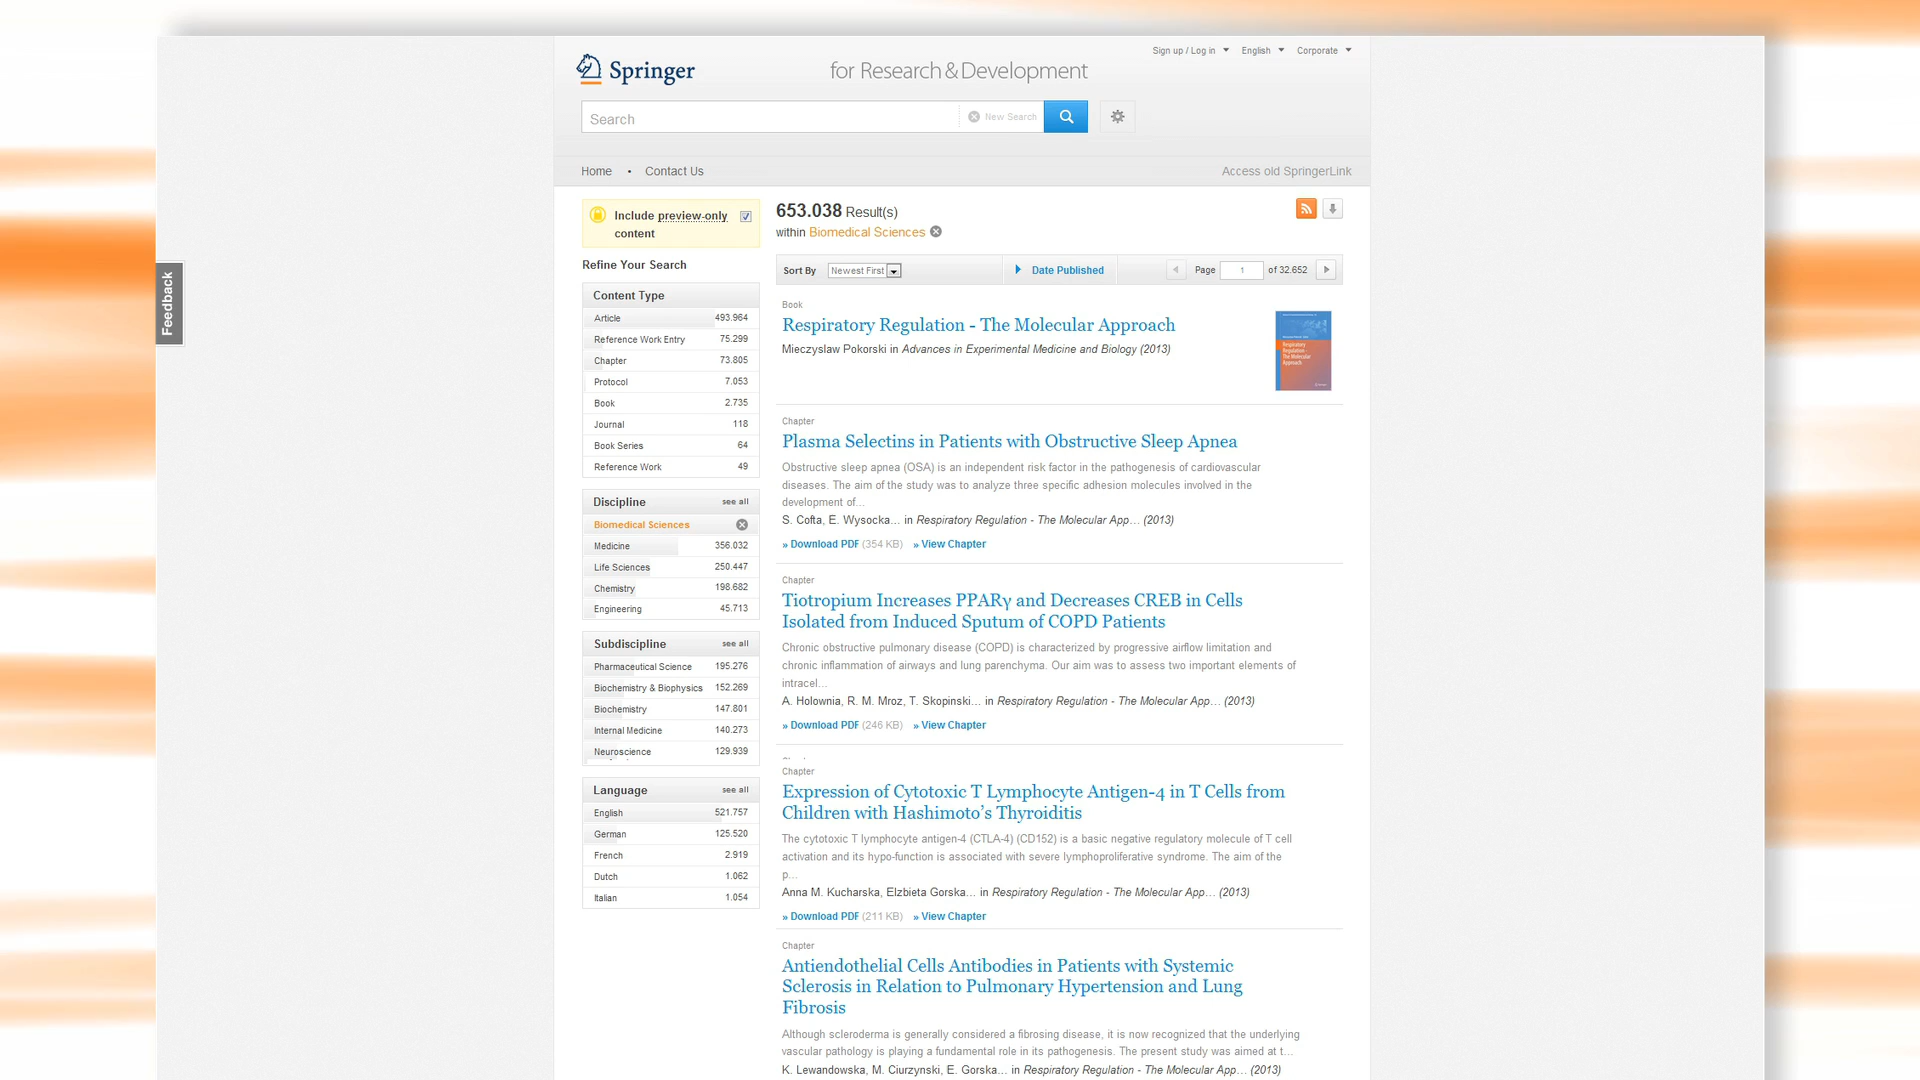 Sign up / Log in
English
Corporate
Springer
for Research & Development
Search
New Search
Home
•
Contact Us
Access old SpringerLink
Feedback
Include preview-only
content
Refine Your Search
Content Type
Article 493.964
Reference Work Entry 75.299
Chapter 73.805
Protocol 7.053
Book 2.735
Journal 118
Book Series 64
Reference Work 49
Discipline see all
Biomedical Sciences
Medicine 356.032
Life Sciences 250.447
Chemistry 198.682
Engineering 45.713
Subdiscipline see all
Pharmaceutical Science 195.276
Biochemistry & Biophysics 152.269
Biochemistry 147.801
Internal Medicine 140.273
Neuroscience 129.939
Language see all
English 521.757
German 125.520
French 2.919
Dutch 1.062
Italian 1.054
653.038 Result(s)
within Biomedical Sciences
Sort By Newest First Date Published Page 1 of 32.652
Book
Respiratory Regulation - The Molecular Approach
Mieczyslaw Pokorski in Advances in Experimental Medicine and Biology (2013)
Respiratory
Regulation -
The Molecular
Approach
Chapter
Plasma Selectins in Patients with Obstructive Sleep Apnea
Obstructive sleep apnea (OSA) is an independent risk factor in the pathogenesis of cardiovascular
diseases. The aim of the study was to analyze three specific adhesion molecules involved in the
development of...
S. Cofta, E. Wysocka... in Respiratory Regulation - The Molecular App... (2013)
» Download PDF (354 KB) » View Chapter
Chapter
Tiotropium Increases PPARγ and Decreases CREB in Cells
Isolated from Induced Sputum of COPD Patients
Chronic obstructive pulmonary disease (COPD) is characterized by progressive airflow limitation and
chronic inflammation of airways and lung parenchyma. Our aim was to assess two important elements of
intracel...
A. Holownia, R. M. Mroz, T. Skopinski... in Respiratory Regulation - The Molecular App... (2013)
» Download PDF (246 KB) » View Chapter
Chapter
Expression of Cytotoxic T Lymphocyte Antigen-4 in T Cells from
Children with Hashimoto's Thyroiditis
The cytotoxic T lymphocyte antigen-4 (CTLA-4) (CD152) is a basic negative regulatory molecule of T cell
activation and its hypo-function is associated with severe lymphoproliferative syndrome. The aim of the
p...
Anna M. Kucharska, Elzbieta Gorska... in Respiratory Regulation - The Molecular App... (2013)
» Download PDF (211 KB) » View Chapter
Chapter
Antiendothelial Cells Antibodies in Patients with Systemic
Sclerosis in Relation to Pulmonary Hypertension and Lung
Fibrosis
Although scleroderma is generally considered a fibrosing disease, it is now recognized that the underlying
vascular pathology is playing a fundamental role in its pathogenesis. The present study was aimed at t...
K. Lewandowska, M. Ciurzynski, E. Gorska... in Respiratory Regulation - The Molecular App... (2013)